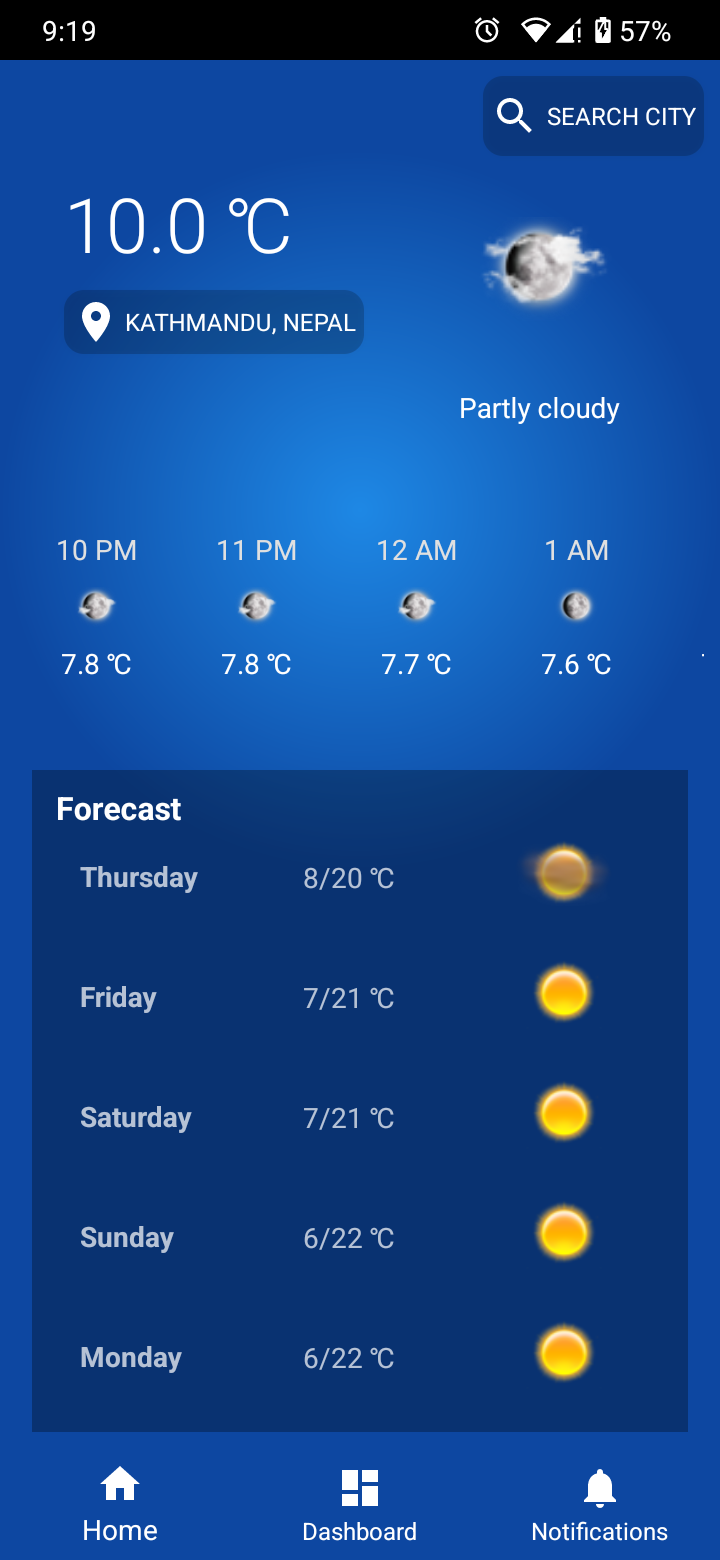 9:19 57%
SEARCH CITY
10.0 ℃
KATHMANDU, NEPAL
Partly cloudy
10 PM 11 PM 12 AM 1 AM
7.8 ℃ 7.8 ℃ 7.7 ℃ 7.6 ℃
Forecast
Thursday 8/20 ℃
Friday 7/21 ℃
Saturday 7/21 ℃
Sunday 6/22 ℃
Monday 6/22 ℃
Home Dashboard Notifications